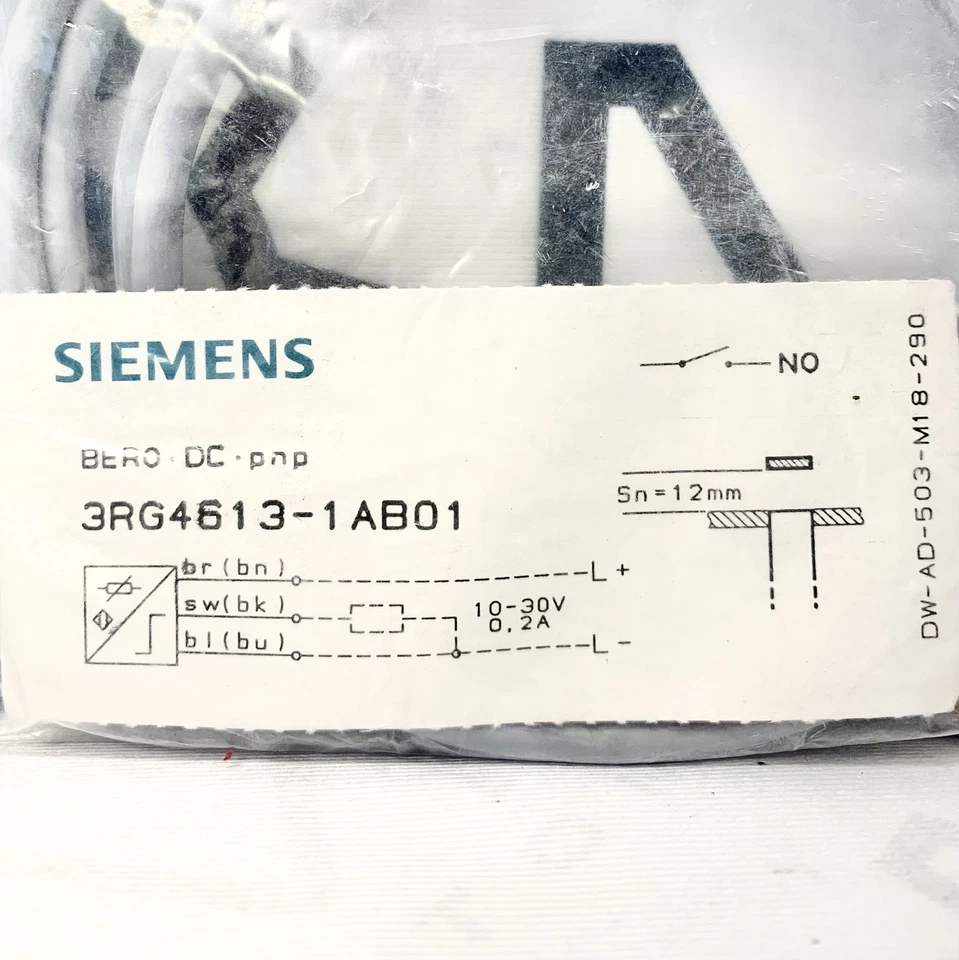 SIEMENS
NO
BERO·DC·pnp
3RG4613-1AB01
Sn=12mm
br(bn)
L+
sw(bk)
10-30V
0,2A
bl(bu)
L-
DW-AD-503-M18-290